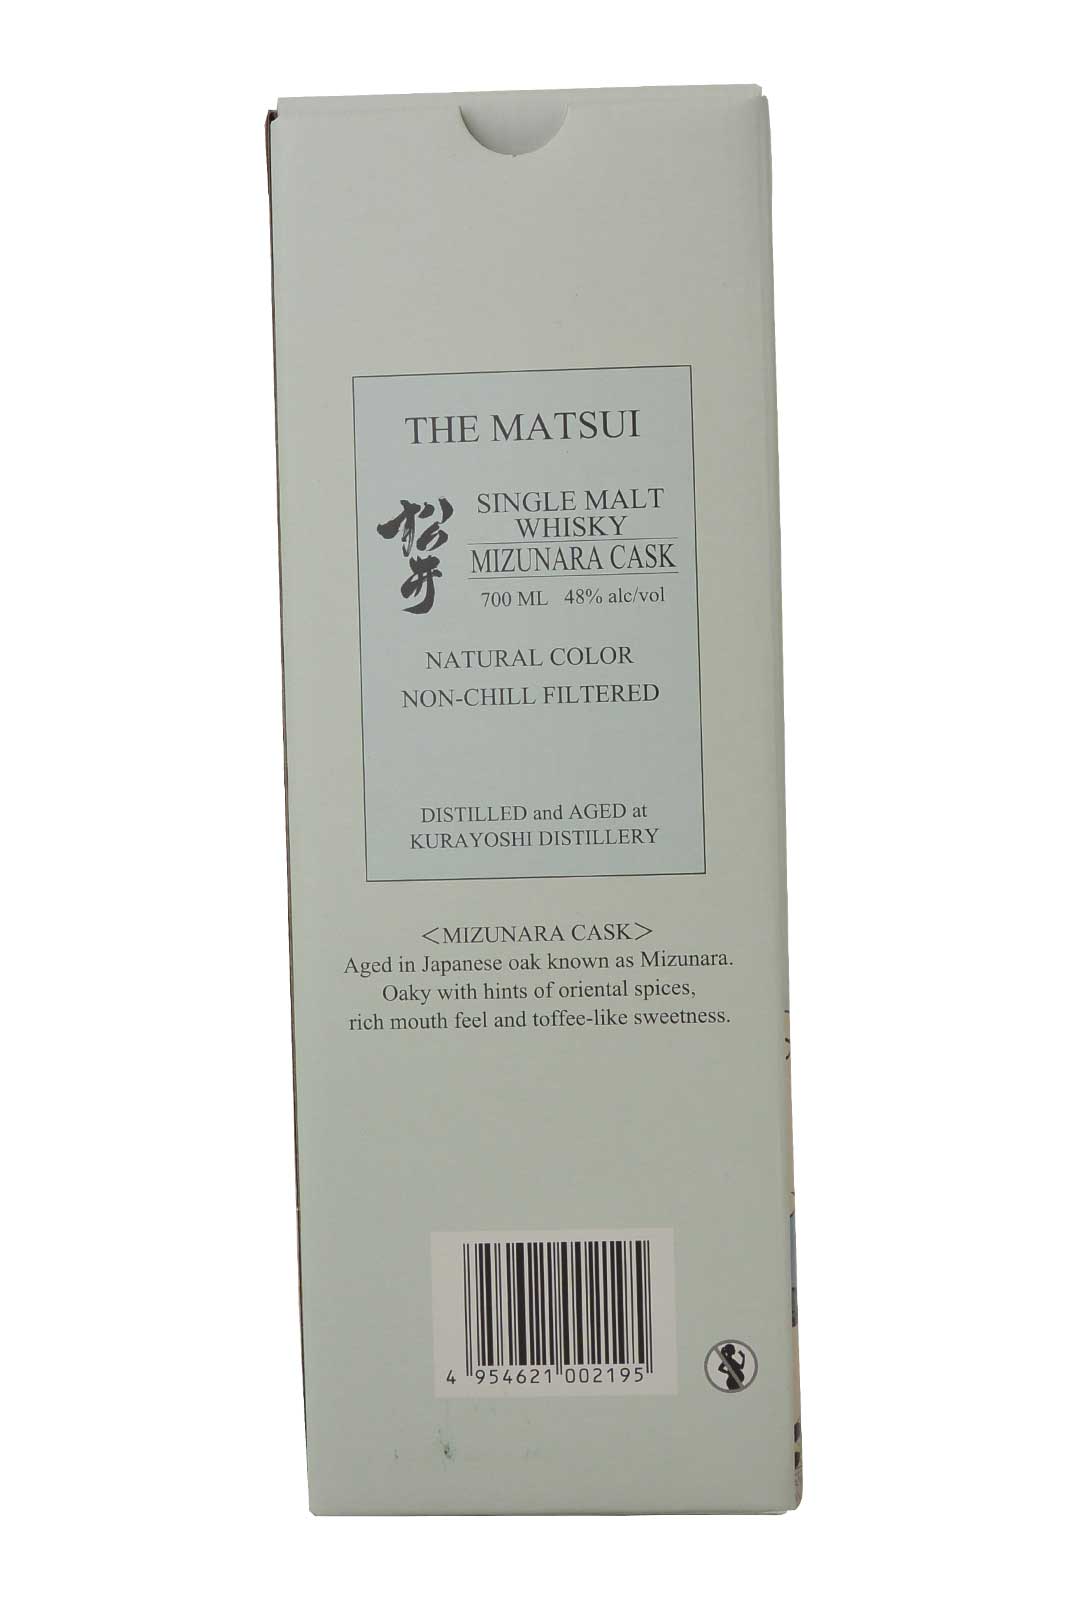 THE MATSUI
松井
SINGLE MALT
WHISKY
MIZUNARA CASK
700 ML 48% alc/vol
NATURAL COLOR
NON-CHILL FILTERED
DISTILLED and AGED at
KURAYOSHI DISTILLERY
<MIZUNARA CASK>
Aged in Japanese oak known as Mizunara.
Oaky with hints of oriental spices,
rich mouth feel and toffee-like sweetness.
4 954621 002195